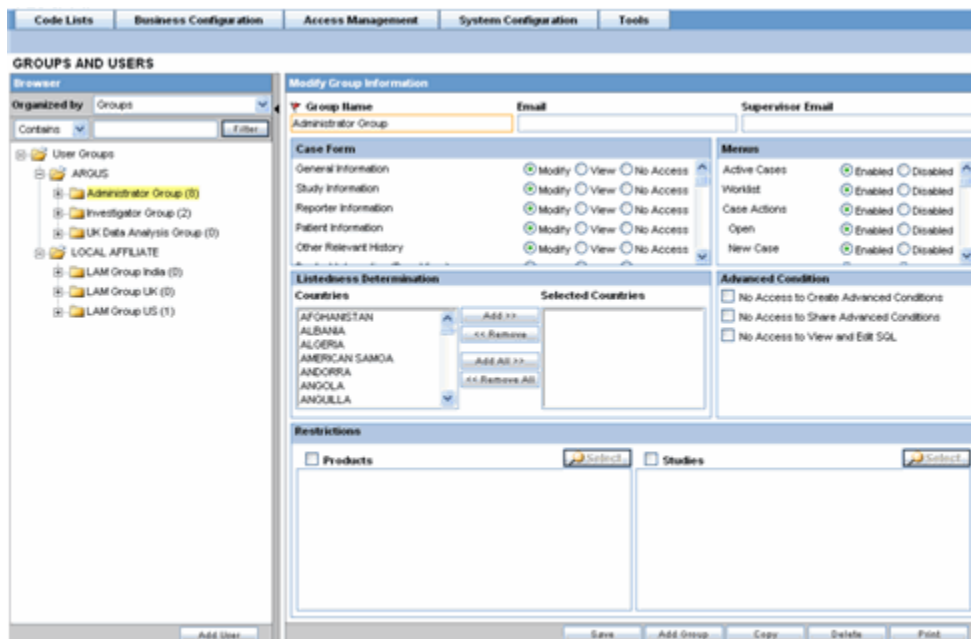 Code Lists Business Configuration Access Management System Configuration Tools
GROUPS AND USERS
Browser
Organized by Groups
Contains Filter
User Groups
ARGUS
Administrator Group (8)
Investigator Group (2)
UK Data Analysis Group (0)
LOCAL AFFILIATE
LAM Group India (0)
LAM Group UK (0)
LAM Group US (1)
Add User
Modify Group Information
Group Name Email Supervisor Email
Administrator Group
Case Form
General Information Modify View No Access
Study Information Modify View No Access
Reporter Information Modify View No Access
Patient Information Modify View No Access
Other Relevant History Modify View No Access
Menus
Active Cases Enabled Disabled
Worklist Enabled Disabled
Case Actions Enabled Disabled
Open Enabled Disabled
New Case Enabled Disabled
Listedness Determination
Countries Selected Countries
AFGHANISTAN
ALBANIA
ALGERIA
AMERICAN SAMOA
ANDORRA
ANGOLA
ANGUILLA
Add >>
<< Remove
Add All >>
<< Remove All
Advanced Condition
No Access to Create Advanced Conditions
No Access to Share Advanced Conditions
No Access to View and Edit SQL
Restrictions
Products Select Studies Select
Save Add Group Copy Delete Print